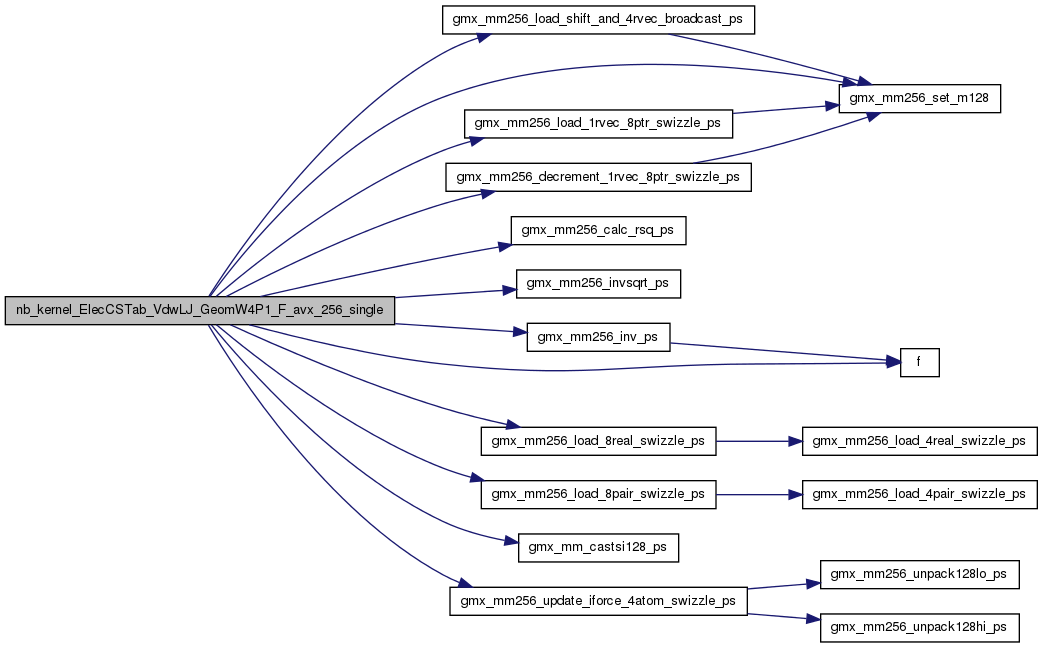 gmx_mm256_load_shift_and_4rvec_broadcast_ps
gmx_mm256_set_m128
gmx_mm256_load_1rvec_8ptr_swizzle_ps
gmx_mm256_decrement_1rvec_8ptr_swizzle_ps
gmx_mm256_calc_rsq_ps
gmx_mm256_invsqrt_ps
nb_kernel_ElecCSTab_VdwLJ_GeomW4P1_F_avx_256_single
gmx_mm256_inv_ps
f
gmx_mm256_load_8real_swizzle_ps
gmx_mm256_load_4real_swizzle_ps
gmx_mm256_load_8pair_swizzle_ps
gmx_mm256_load_4pair_swizzle_ps
gmx_mm_castsi128_ps
gmx_mm256_unpack128lo_ps
gmx_mm256_update_iforce_4atom_swizzle_ps
gmx_mm256_unpack128hi_ps